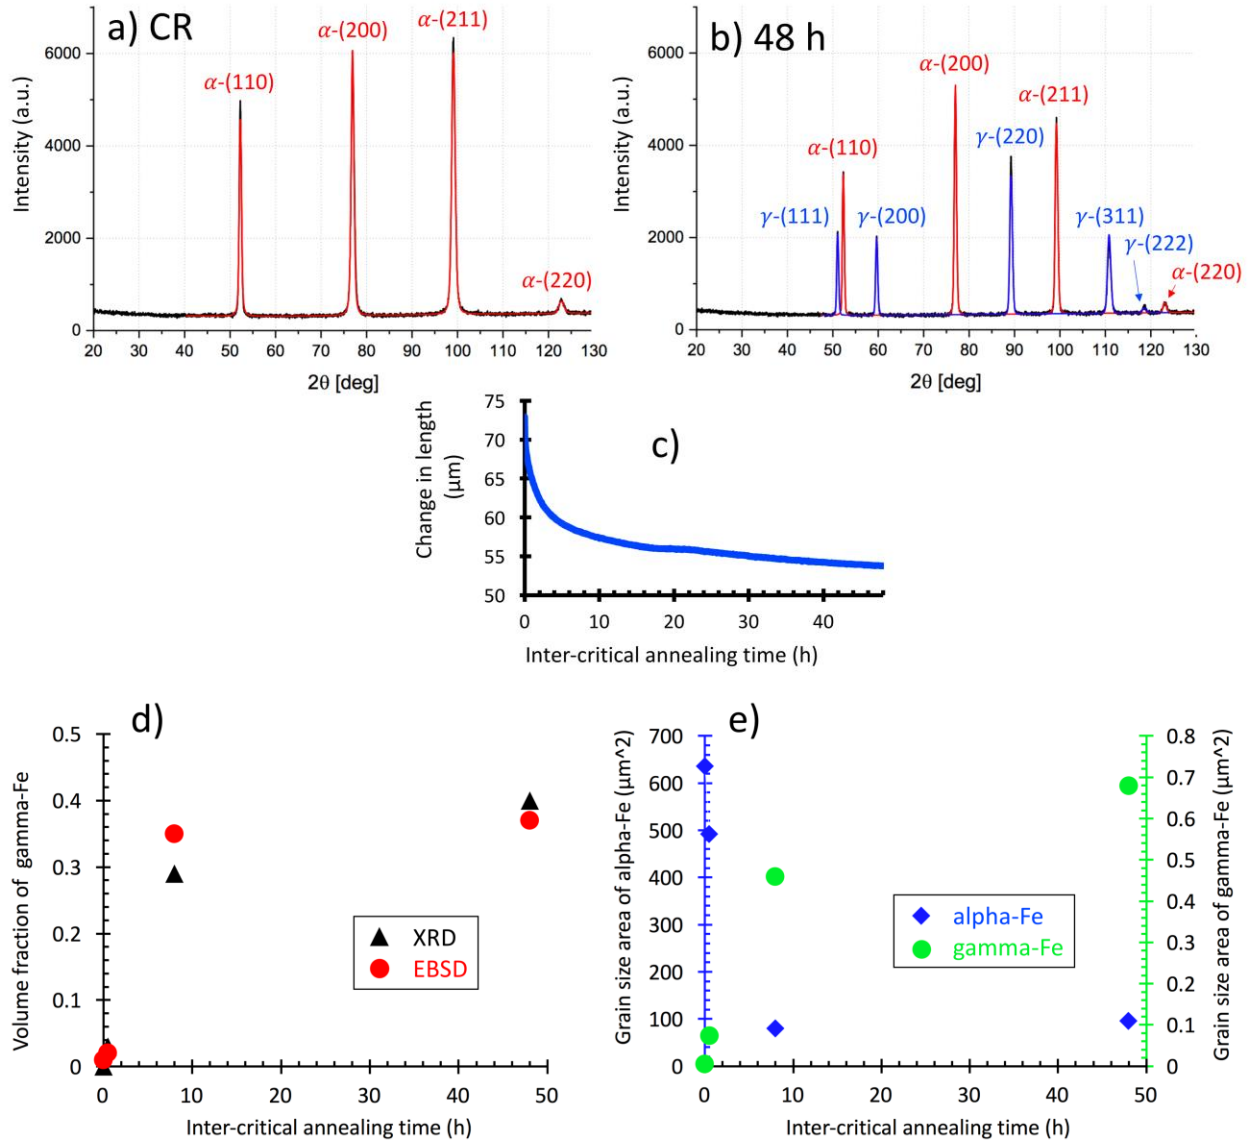 a) CR
Intensity (a.u.)
6000
4000
2000
0
α-(110)
α-(200)
α-(211)
α-(220)
20 30 40 50 60 70 80 90 100 110 120 130
2θ [deg]
b) 48 h
Intensity (a.u.)
6000
4000
2000
0
γ-(111)
α-(110)
γ-(200)
α-(200)
γ-(220)
α-(211)
γ-(311)
γ-(222)
α-(220)
20 30 40 50 60 70 80 90 100 110 120 130
2θ [deg]
c)
Change in length
(μm)
75
70
65
60
55
50
0 10 20 30 40
Inter-critical annealing time (h)
d)
Volume fraction of gamma-Fe
0.5
0.4
0.3
0.2
0.1
0
XRD
EBSD
0 10 20 30 40 50
Inter-critical annealing time (h)
e)
Grain size area of alpha-Fe (μm^2)
700
600
500
400
300
200
100
0
alpha-Fe
gamma-Fe
0.8
0.7
0.6
0.5
0.4
0.3
0.2
0.1
0
Grain size area of gamma-Fe (μm^2)
0 10 20 30 40 50
Inter-critical annealing time (h)